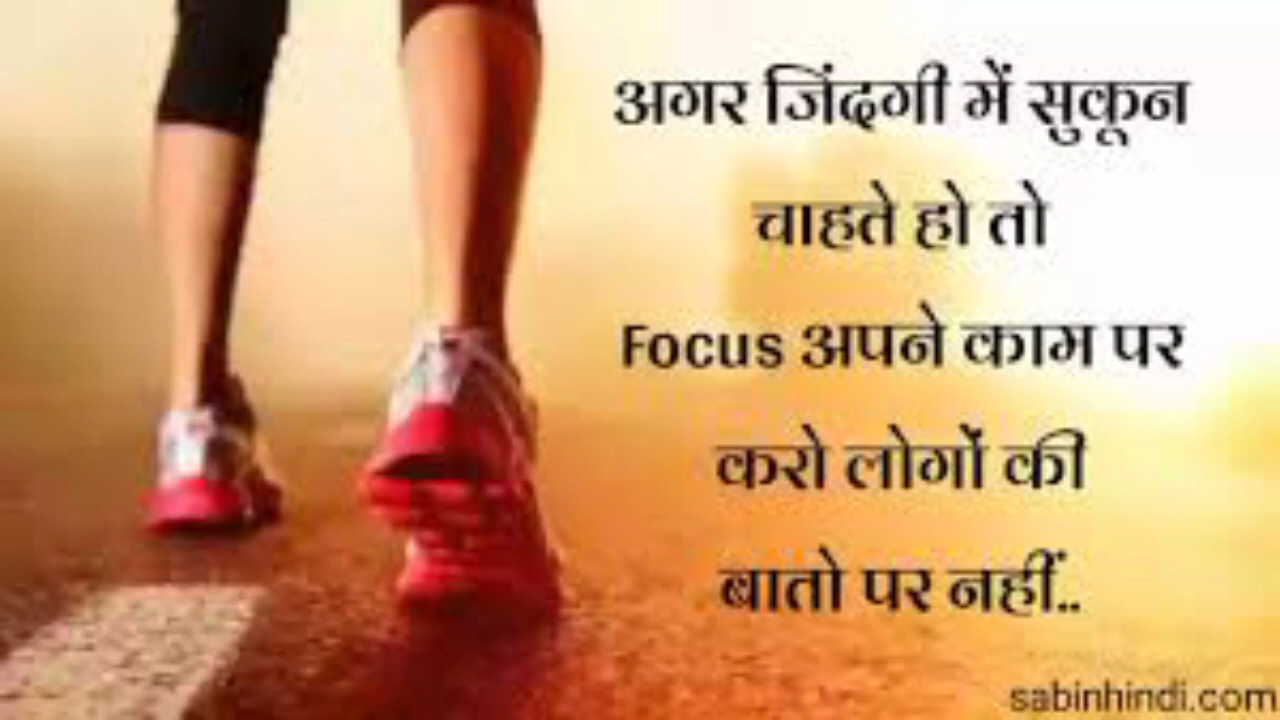 अगर जिंदगी में सुकून
चाहते हो तो
Focus अपने काम पर
करो लोगों की
बातो पर नहीं..
sabinhindi.com